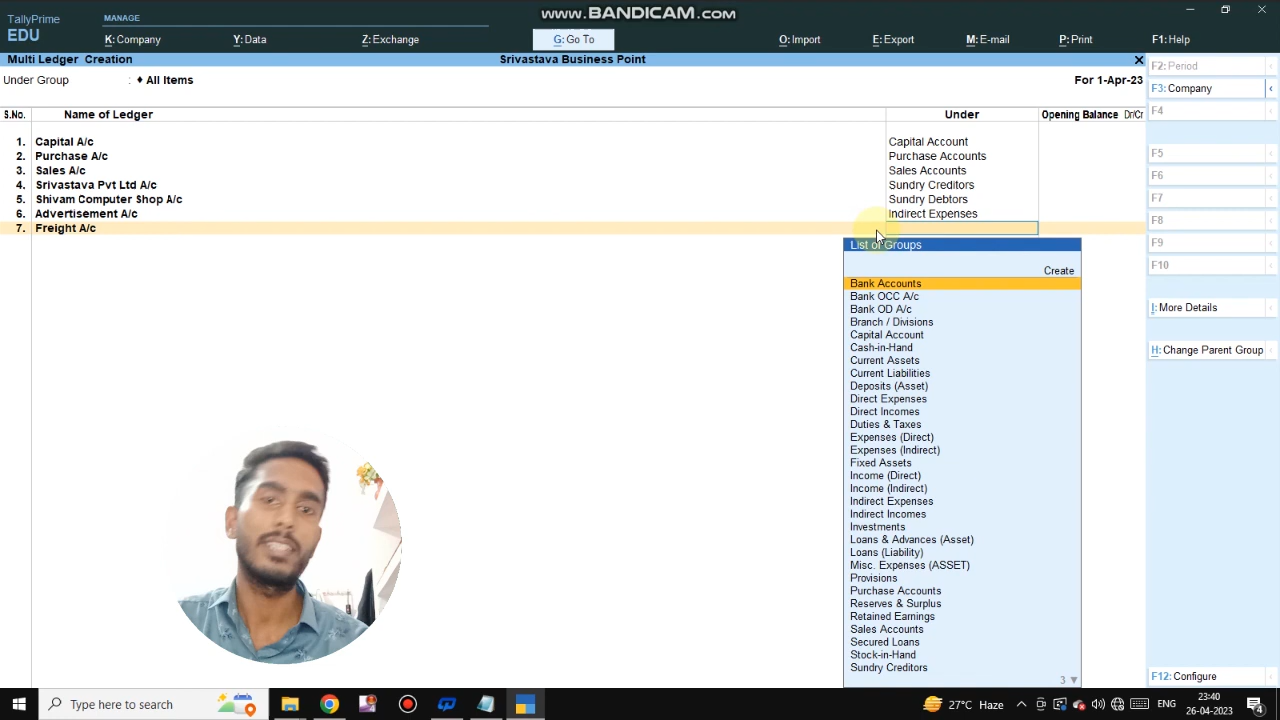 www.BANDICAM.com
TallyPrime
EDU
MANAGE
K: Company
Y: Data
Z: Exchange
G: Go To
O: Import
E: Export
M: E-mail
P: Print
F1: Help
Multi Ledger Creation
Srivastava Business Point
Under Group : ♦ All Items
For 1-Apr-23
S.No. Name of Ledger Under Opening Balance Dr/Cr
1. Capital A/c Capital Account
2. Purchase A/c Purchase Accounts
3. Sales A/c Sales Accounts
4. Srivastava Pvt Ltd A/c Sundry Creditors
5. Shivam Computer Shop A/c Sundry Debtors
6. Advertisement A/c Indirect Expenses
7. Freight A/c
List of Groups
Create
Bank Accounts
Bank OCC A/c
Bank OD A/c
Branch / Divisions
Capital Account
Cash-in-Hand
Current Assets
Current Liabilities
Deposits (Asset)
Direct Expenses
Direct Incomes
Duties & Taxes
Expenses (Direct)
Expenses (Indirect)
Fixed Assets
Income (Direct)
Income (Indirect)
Indirect Expenses
Indirect Incomes
Investments
Loans & Advances (Asset)
Loans (Liability)
Misc. Expenses (ASSET)
Provisions
Purchase Accounts
Reserves & Surplus
Retained Earnings
Sales Accounts
Secured Loans
Stock-in-Hand
Sundry Creditors
3 ▼
F2: Period
F3: Company
F4
F5
F6
F7
F8
F9
F10
I: More Details
H: Change Parent Group
F12: Configure
Type here to search
27°C Haze
ENG
23:40
26-04-2023
4